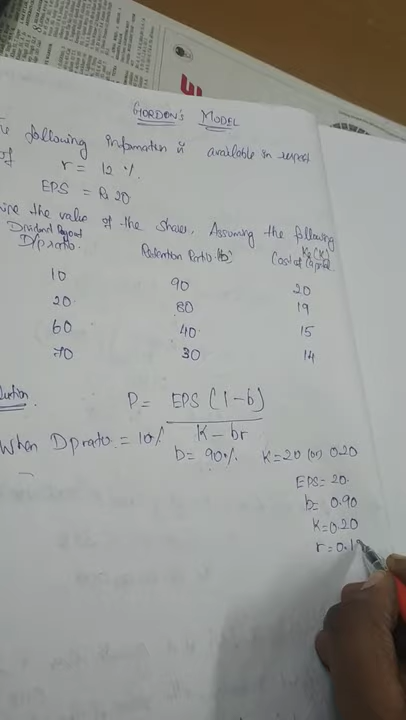 GORDON'S MODEL
following information is available in respect
of r = 12 %.
EPS = Rs 20
the value of the shares. Assuming the following
Dividend Payout
D/p ratio. Retention Ratio (b) Ke (K)
Cost of Capital
10 90 20
20 80 19
60 40 15
70 30 14
P = EPS (1-b)
K - br
When D p ratio = 10% b = 90% K = 20 (or) 0.20
EPS = 20.
b = 0.90
K = 0.20
r = 0.1